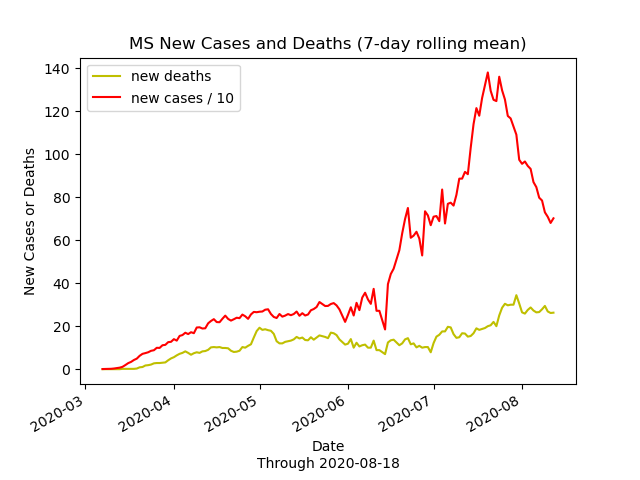 MS New Cases and Deaths (7-day rolling mean)
new deaths
new cases / 10
140
120
100
80
60
40
20
0
New Cases or Deaths
2020-03
2020-04
2020-05
2020-06
2020-07
2020-08
Date
Through 2020-08-18